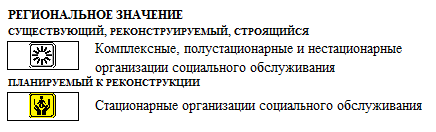 РЕГИОНАЛЬНОЕ ЗНАЧЕНИЕ
СУЩЕСТВУЮЩИЙ, РЕКОНСТРУИРУЕМЫЙ, СТРОЯЩИЙСЯ
Комплексные, полустационарные и нестационарные
организации социального обслуживания
ПЛАНИРУЕМЫЙ К РЕКОНСТРУКЦИИ
Стационарные организации социального обслуживания